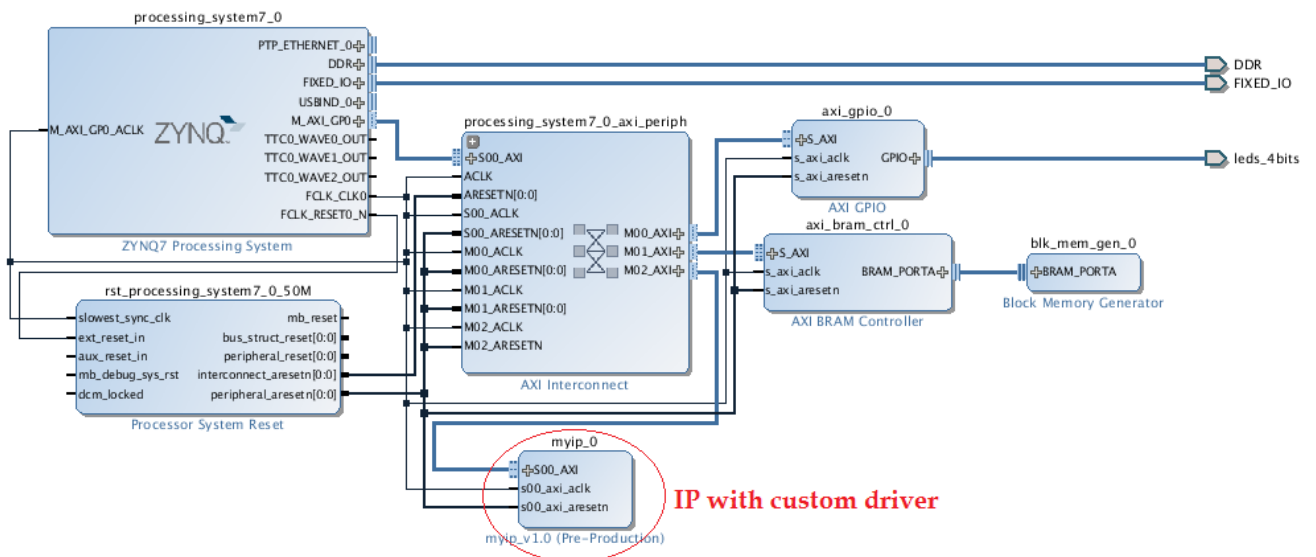 processing_system7_0
PTP_ETHERNET_0
DDR
FIXED_IO
USBIND_0
M_AXI_GP0
TTC0_WAVE0_OUT
TTC0_WAVE1_OUT
TTC0_WAVE2_OUT
FCLK_CLK0
FCLK_RESET0_N
M_AXI_GP0_ACLK
ZYNQ
ZYNQ7 Processing System
DDR
FIXED_IO
rst_processing_system7_0_50M
slowest_sync_clk
ext_reset_in
aux_reset_in
mb_debug_sys_rst
dcm_locked
mb_reset
bus_struct_reset[0:0]
peripheral_reset[0:0]
interconnect_aresetn[0:0]
peripheral_aresetn[0:0]
Processor System Reset
processing_system7_0_axi_periph
S00_AXI
ACLK
ARESETN[0:0]
S00_ACLK
S00_ARESETN[0:0]
M00_ACLK
M00_ARESETN[0:0]
M01_ACLK
M01_ARESETN[0:0]
M02_ACLK
M02_ARESETN
M00_AXI
M01_AXI
M02_AXI
AXI Interconnect
axi_gpio_0
S_AXI
s_axi_aclk
s_axi_aresetn
GPIO
AXI GPIO
leds_4bits
axi_bram_ctrl_0
S_AXI
s_axi_aclk
s_axi_aresetn
BRAM_PORTA
AXI BRAM Controller
blk_mem_gen_0
BRAM_PORTA
Block Memory Generator
myip_0
S00_AXI
s00_axi_aclk
s00_axi_aresetn
myip_v1.0 (Pre-Production)
IP with custom driver